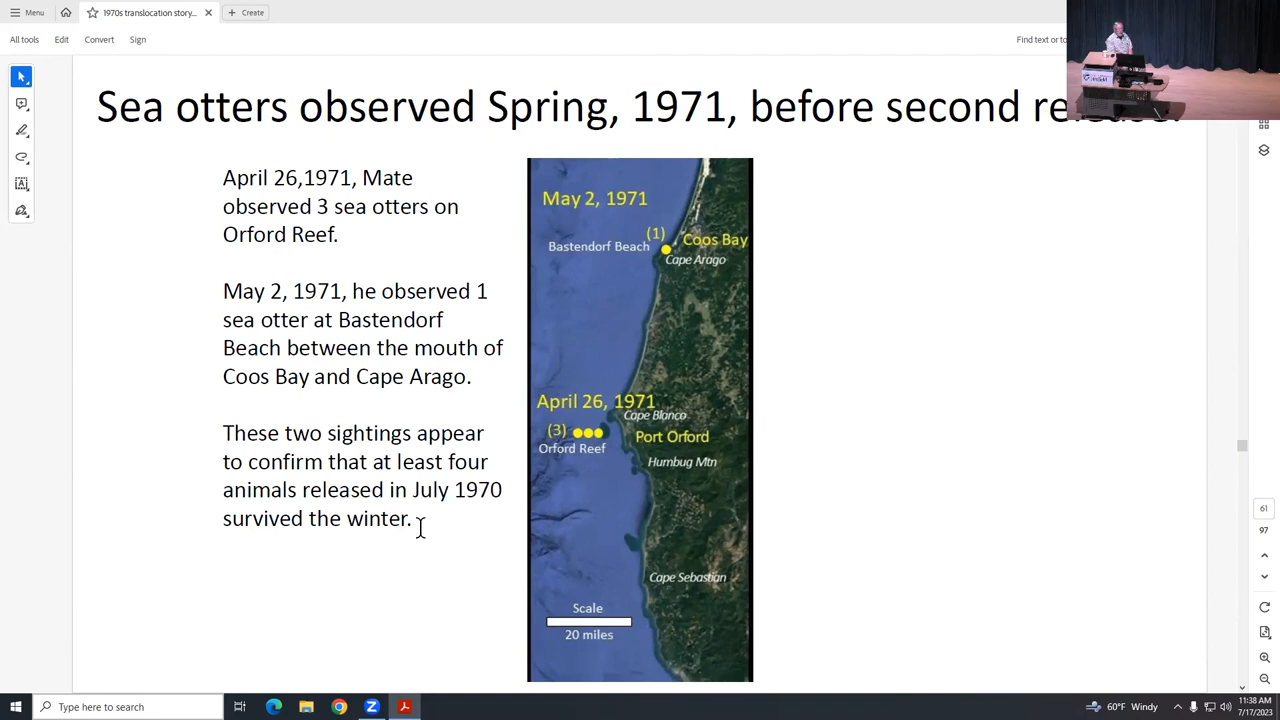 Menu
1970s translocation story...
Create
All tools
Edit
Convert
Sign
Find text or to
Sea otters observed Spring, 1971, before second
April 26,1971, Mate
observed 3 sea otters on
Orford Reef.
May 2, 1971, he observed 1
sea otter at Bastendorf
Beach between the mouth of
Coos Bay and Cape Arago.
These two sightings appear
to confirm that at least four
animals released in July 1970
survived the winter.
May 2, 1971
(1)
Bastendorf Beach
Coos Bay
Cape Arago
April 26, 1971
Cape Blanco
(3)
Port Orford
Orford Reef
Humbug Mtn
Cape Sebastian
Scale
20 miles
61
97
Type here to search
60°F Windy
11:38 AM
7/17/2023